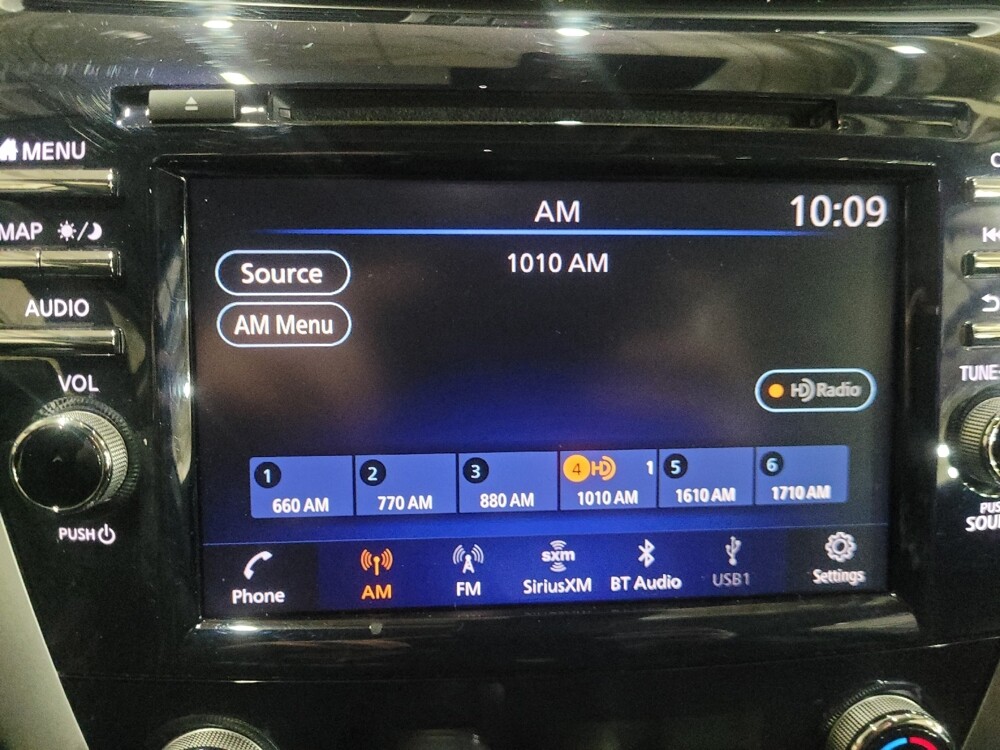 MENU
MAP
AUDIO
VOL
PUSH
AM
10:09
1010 AM
Source
AM Menu
HD Radio
1
660 AM
2
770 AM
3
880 AM
4 HD 1
1010 AM
5
1610 AM
6
1710 AM
Phone
AM
FM
sxm
SiriusXM
BT Audio
USB1
Settings
TUNE